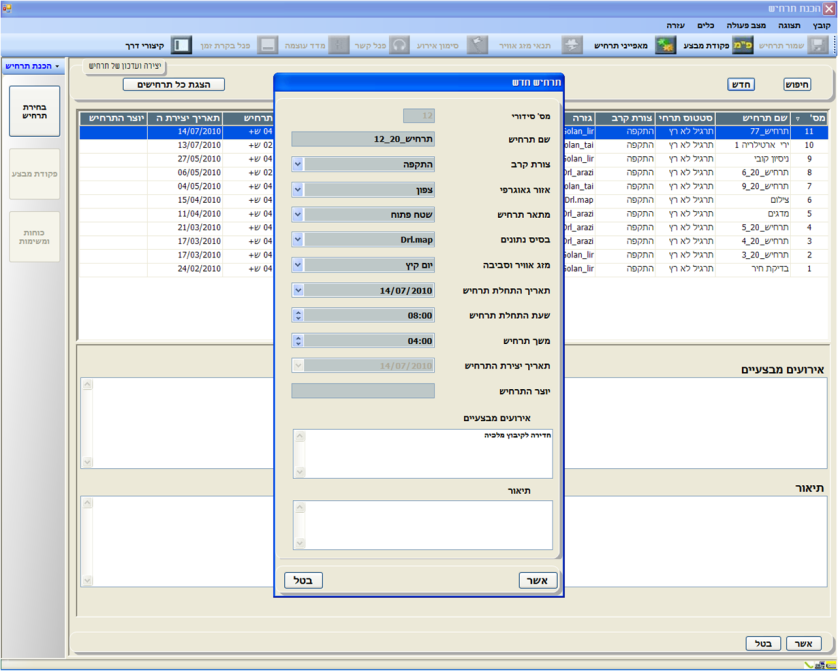 הכנת תרחיש
קובץ תצוגה מצב פעולה כלים עזרה
שמור תרחיש פ"מ פקודת מבצע מאפייני תרחיש תנאי מזג אוויר סימון אירוע פנל קשר מדד עוצמה פנל בקרת זמן קיצורי דרך
הכנת תרחיש
בחירת תרחיש
פקודת מבצע
כוחות ומשימות
יצירה ועדכון של תרחיש
חיפוש חדש הצגת כל תרחישים
מס' שם תרחיש סטטוס תרחי צורת קרב גזרה תרחיש תאריך יצירת ה יוצר התרחיש
11 תרחיש_77 תרגיל לא רץ התקפה Golan_lir 04 ש+ 14/07/2010
10 ירי ארטילריה 1 תרגיל לא רץ התקפה olan_tai 02 ש+ 13/07/2010
9 ניסיון קובי תרגיל לא רץ התקפה Golan_lir 04 ש+ 27/05/2010
8 תרחיש_20_6 תרגיל לא רץ התקפה Drl_arazi 02 ש+ 06/05/2010
7 תרחיש_20_9 תרגיל לא רץ התקפה olan_tai 04 ש+ 04/05/2010
6 צילום תרגיל לא רץ התקפה Drl.map 04 ש+ 15/04/2010
5 מדגים תרגיל לא רץ התקפה Drl_arazi 04 ש+ 11/04/2010
4 תרחיש_20_5 תרגיל לא רץ התקפה Drl_arazi 04 ש+ 21/03/2010
3 תרחיש_20_4 תרגיל לא רץ התקפה Drl_arazi 04 ש+ 17/03/2010
2 תרחיש_20_3 תרגיל לא רץ התקפה Golan_lir 04 ש+ 17/03/2010
1 בדיקת חיר תרגיל לא רץ התקפה Golan_lir 04 ש+ 24/02/2010
אירועים מבצעיים
תיאור
אשר בטל
תרחיש חדש
מס' סידורי 12
שם תרחיש תרחיש_20_12
צורת קרב התקפה
אזור גאוגרפי צפון
מתאר תרחיש שטח פתוח
בסיס נתונים Drl.map
מזג אוויר וסביבה יום קיץ
תאריך התחלת תרחיש 14/07/2010
שעת התחלת תרחיש 08:00
משך תרחיש 04:00
תאריך יצירת התרחיש 14/07/2010
יוצר התרחיש
אירועים מבצעיים
חדירה לקיבוץ מלכיה
תיאור
אשר בטל